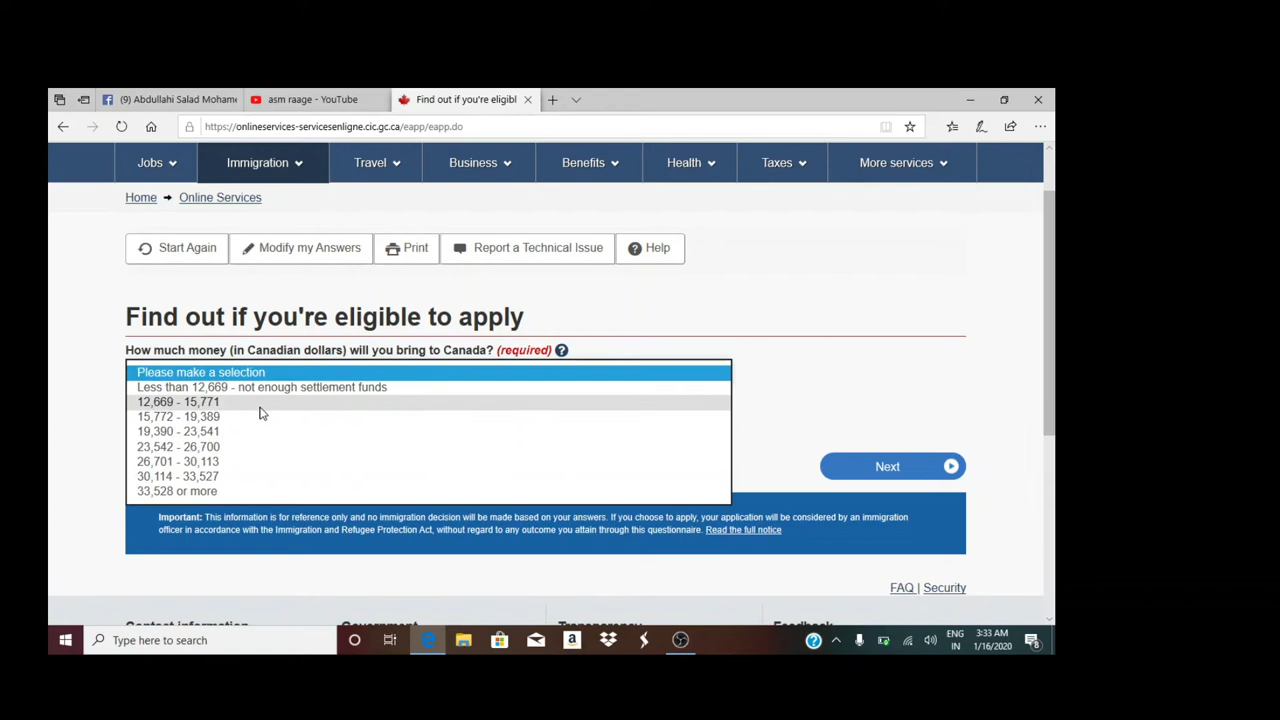 (9) Abdullahi Salad Mohame
asm raage - YouTube
Find out if you're eligibl
https://onlineservices-servicesenligne.cic.gc.ca/eapp/eapp.do
Jobs
Immigration
Travel
Business
Benefits
Health
Taxes
More services
Home
Online Services
Start Again
Modify my Answers
Print
Report a Technical Issue
Help
Find out if you're eligible to apply
How much money (in Canadian dollars) will you bring to Canada? (required)
Please make a selection
Less than 12,669 - not enough settlement funds
12,669 - 15,771
15,772 - 19,389
19,390 - 23,541
23,542 - 26,700
26,701 - 30,113
30,114 - 33,527
33,528 or more
Next
Important: This information is for reference only and no immigration decision will be made based on your answers. If you choose to apply, your application will be considered by an immigration
officer in accordance with the Immigration and Refugee Protection Act, without regard to any outcome you attain through this questionnaire. Read the full notice
FAQ | Security
Contact information
Government
Transparency
Feedback
Type here to search
ENG
IN
3:33 AM
1/16/2020
8